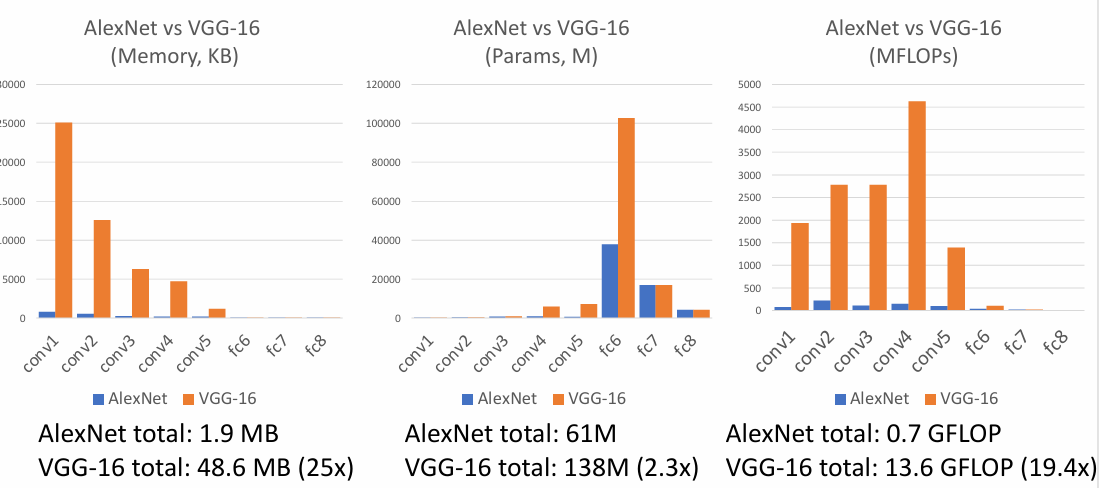 AlexNet vs VGG-16
(Memory, KB)
30000
25000
20000
15000
10000
5000
0
conv1
conv2
conv3
conv4
conv5
fc6
fc7
fc8
AlexNet VGG-16
AlexNet total: 1.9 MB
VGG-16 total: 48.6 MB (25x)
AlexNet vs VGG-16
(Params, M)
120000
100000
80000
60000
40000
20000
0
conv1
conv2
conv3
conv4
conv5
fc6
fc7
fc8
AlexNet VGG-16
AlexNet total: 61M
VGG-16 total: 138M (2.3x)
AlexNet vs VGG-16
(MFLOPs)
5000
4500
4000
3500
3000
2500
2000
1500
1000
500
0
conv1
conv2
conv3
conv4
conv5
fc6
fc7
fc8
AlexNet VGG-16
AlexNet total: 0.7 GFLOP
VGG-16 total: 13.6 GFLOP (19.4x)